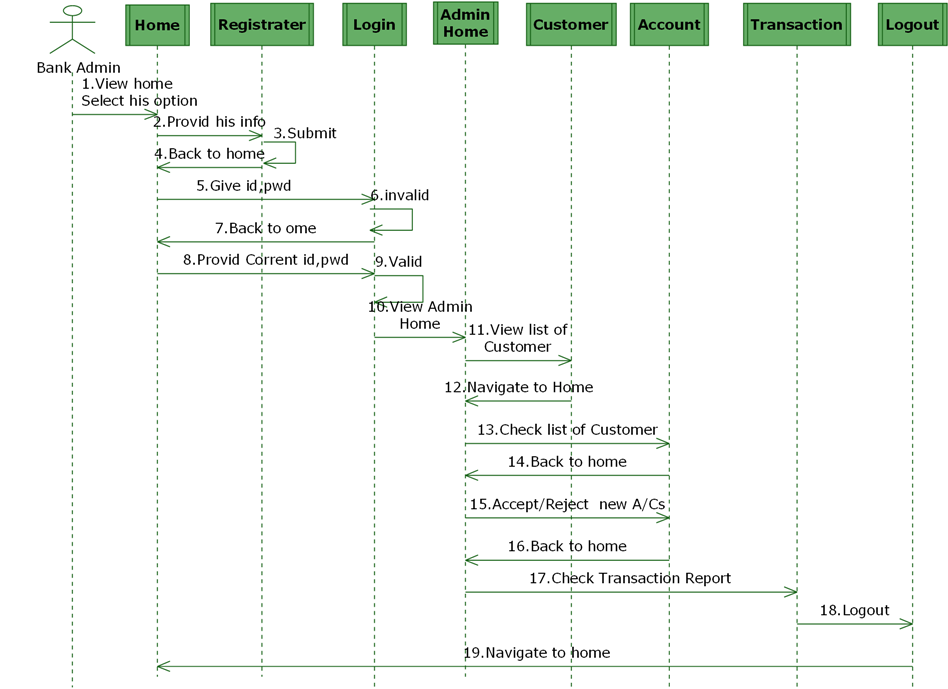 Home
Registrater
Login
Admin
Home
Customer
Account
Transaction
Logout
Bank Admin
1.View home
Select his option
2.Provid his info
3.Submit
4.Back to home
5.Give id,pwd
6.invalid
7.Back to ome
8.Provid Corrent id,pwd
9.Valid
10.View Admin
Home
11.View list of
Customer
12.Navigate to Home
13.Check list of Customer
14.Back to home
15.Accept/Reject  new A/Cs
16.Back to home
17.Check Transaction Report
18.Logout
19.Navigate to home